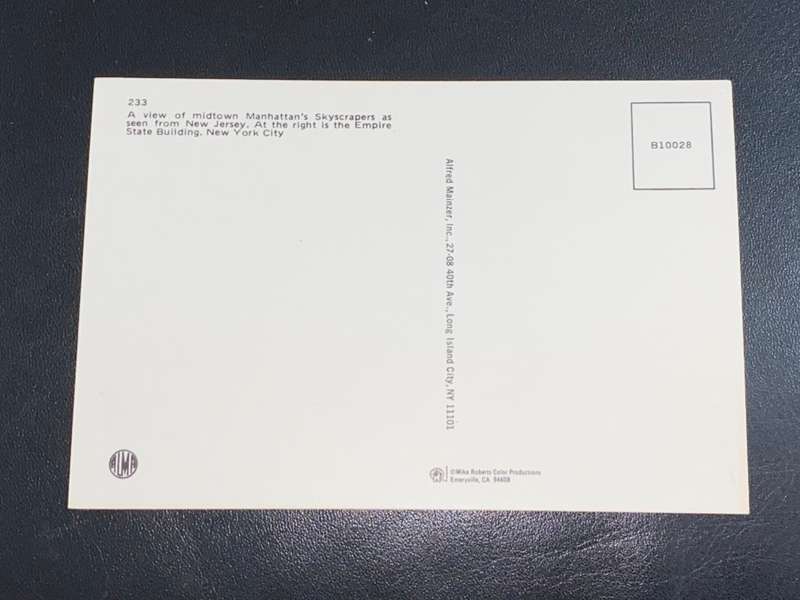 233
A view of midtown Manhattan's Skyscrapers as
seen from New Jersey. At the right is the Empire
State Building. New York City
B10028
Alfred Mainzer, Inc., 27-08 40th Ave., Long Island City, NY 11101
ALMA
©Mike Roberts Color Productions
Emeryville, CA 94608